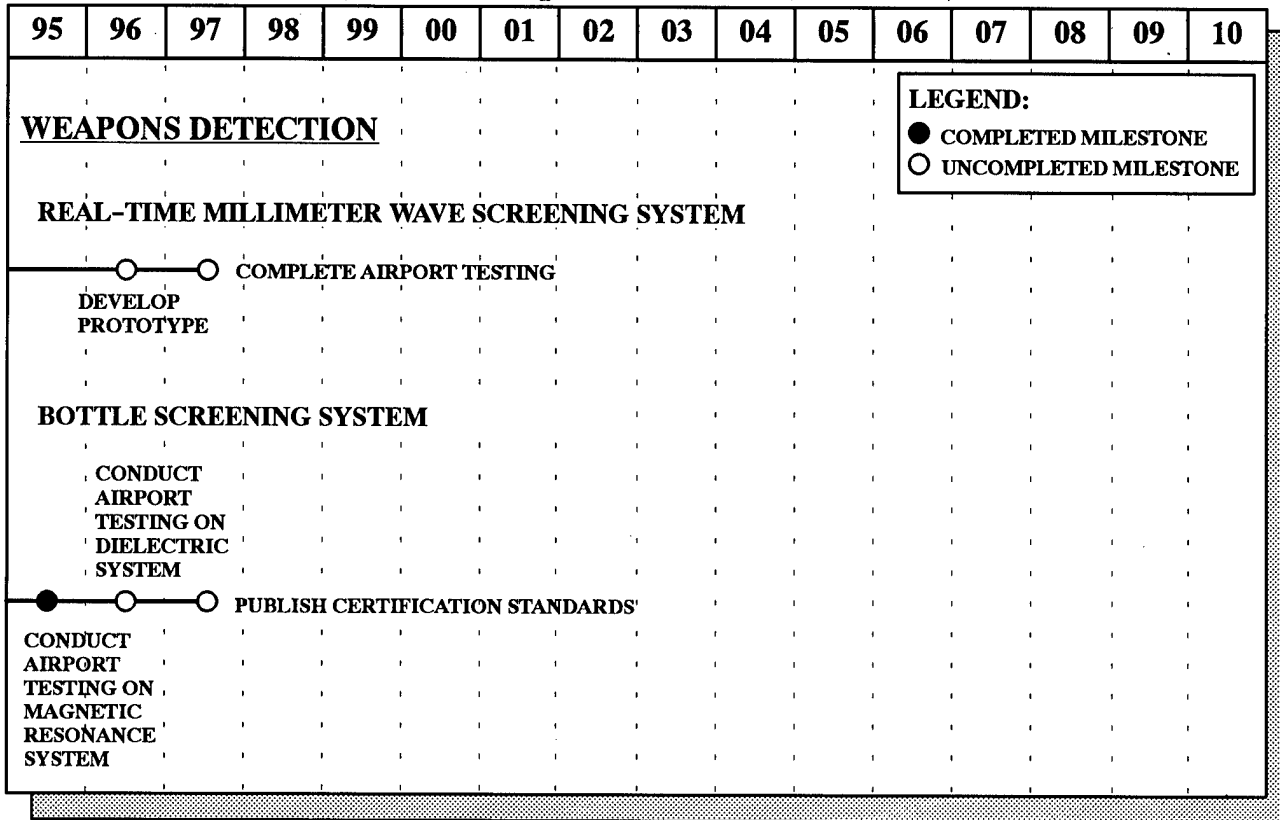 95 96 97 98 99 00 01 02 03 04 05 06 07 08 09 10
LEGEND:
COMPLETED MILESTONE
UNCOMPLETED MILESTONE
WEAPONS DETECTION
REAL-TIME MILLIMETER WAVE SCREENING SYSTEM
COMPLETE AIRPORT TESTING
DEVELOP
PROTOTYPE
BOTTLE SCREENING SYSTEM
CONDUCT
AIRPORT
TESTING ON
DIELECTRIC
SYSTEM
PUBLISH CERTIFICATION STANDARDS
CONDUCT
AIRPORT
TESTING ON
MAGNETIC
RESONANCE
SYSTEM